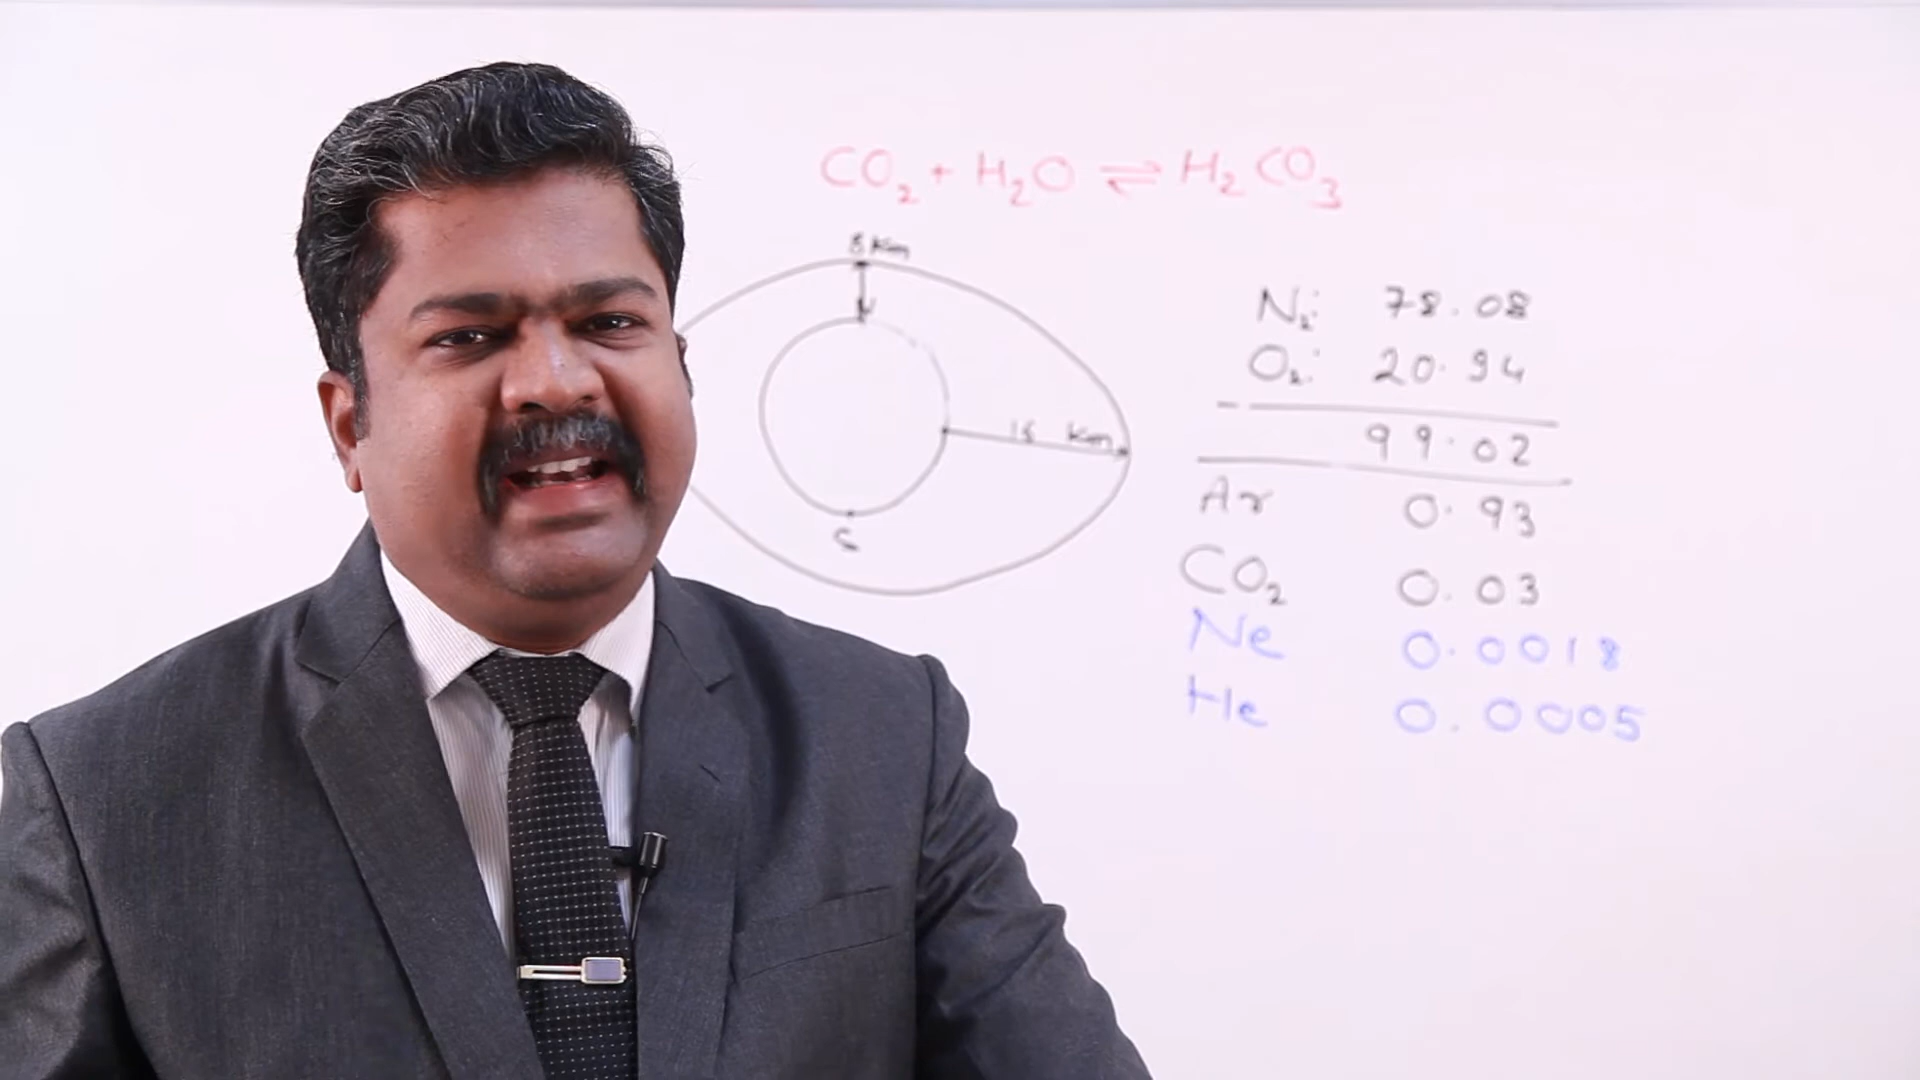 CO₂ + H₂O ⇌ H₂CO₃
8 Km
N
16 Km
S
N₂: 78.08
O₂: 20.94
99.02
Ar 0.93
CO₂ 0.03
Ne 0.0018
He 0.0005